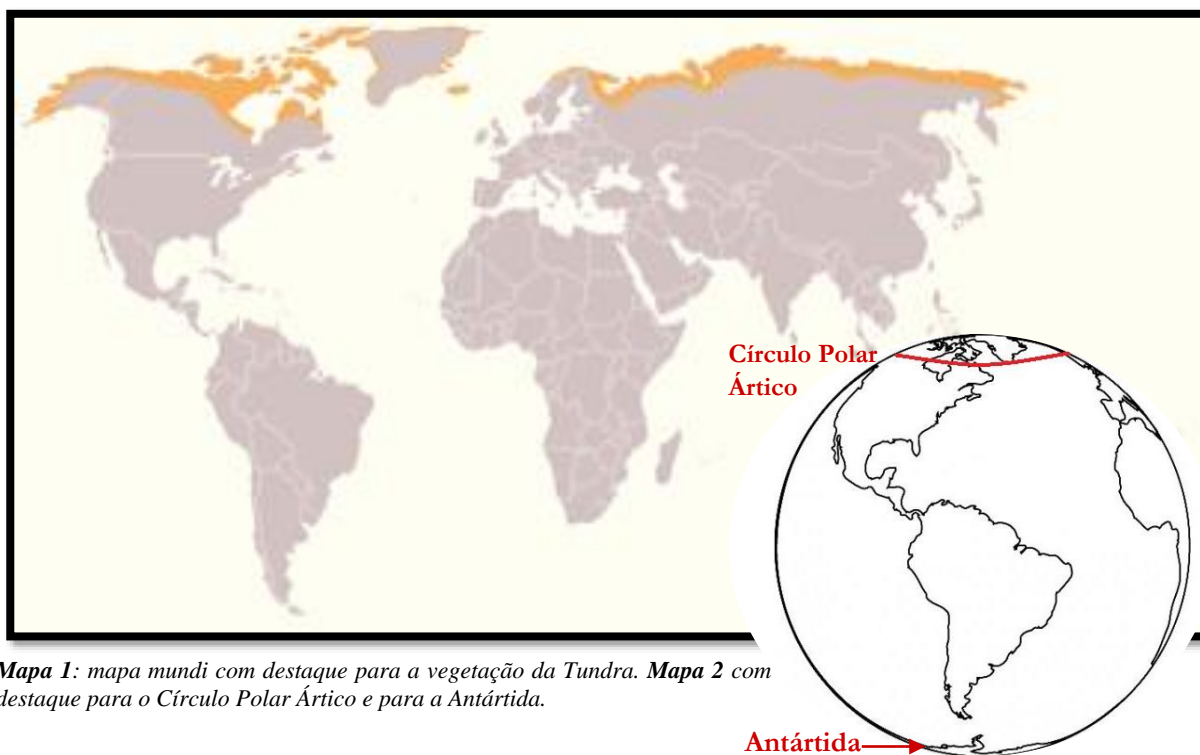 Círculo Polar
Ártico
Mapa 1: mapa mundi com destaque para a vegetação da Tundra. Mapa 2 com
destaque para o Círculo Polar Ártico e para a Antártida.
Antártida